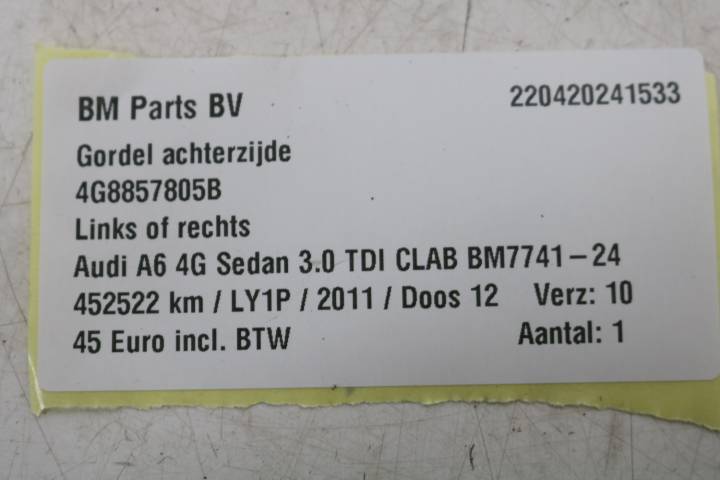 BM Parts BV 220420241533
Gordel achterzijde
4G8857805B
Links of rechts
Audi A6 4G Sedan 3.0 TDI CLAB BM7741-24
452522 km / LY1P / 2011 / Doos 12 Verz: 10
45 Euro incl. BTW Aantal: 1